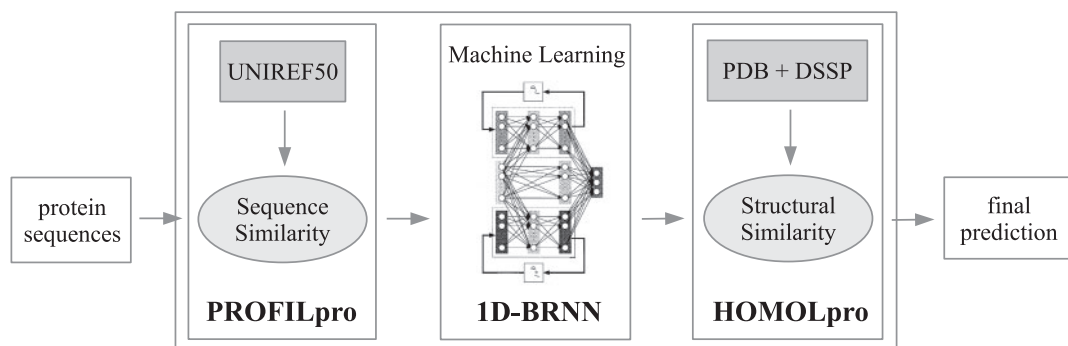 protein
sequences
UNIREF50
Sequence
Similarity
PROFILpro
Machine Learning
1D-BRNN
PDB + DSSP
Structural
Similarity
HOMOLpro
final
prediction